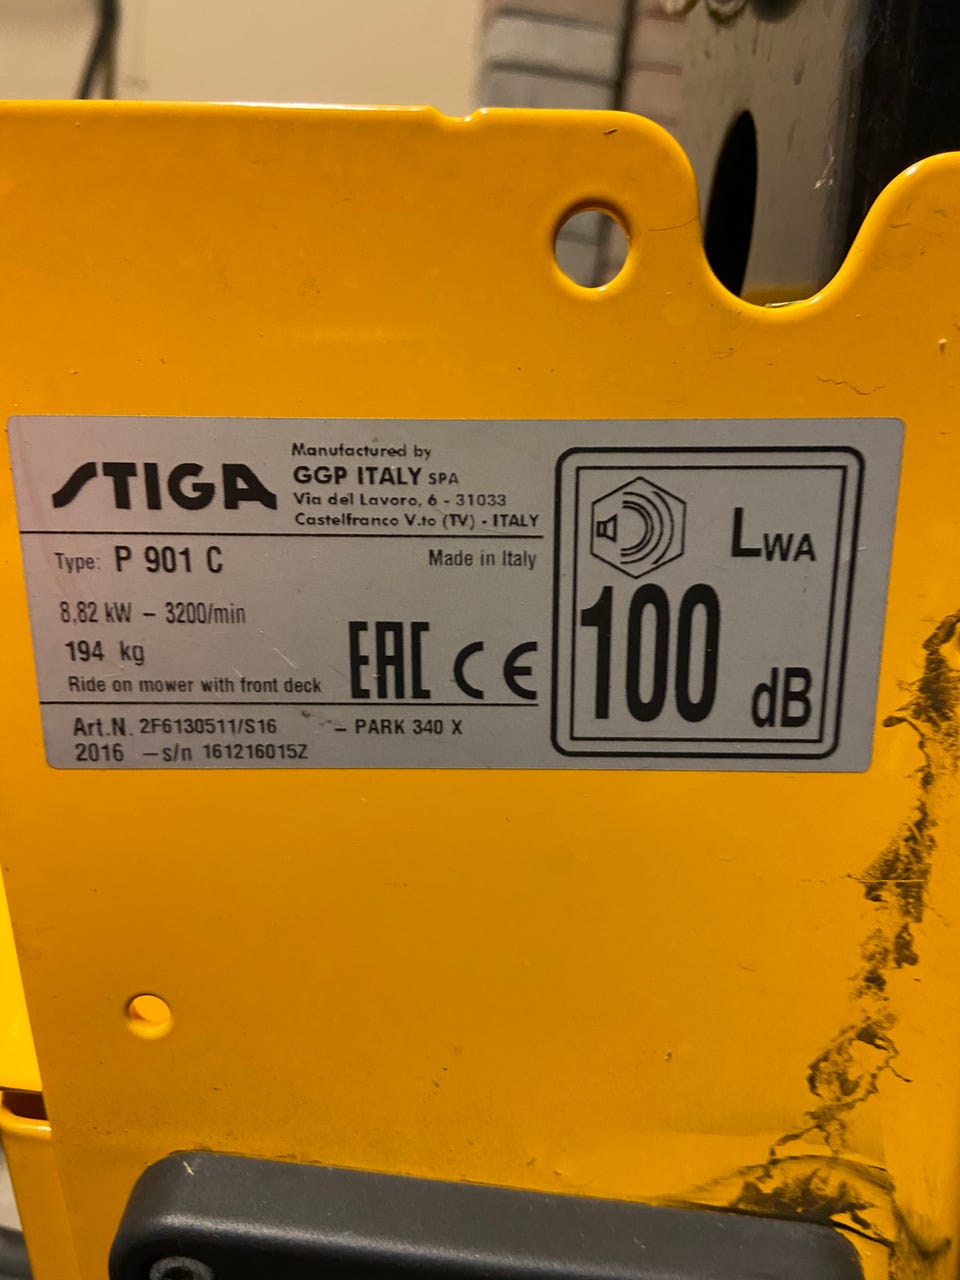 STIGA
Manufactured by
GGP ITALY SPA
Via del Lavoro, 6 - 31033
Castelfranco V.to (TV) - ITALY
Type: P 901 C
Made in Italy
8,82 kW – 3200/min
194 kg
Ride on mower with front deck
EAC CE
Art.N. 2F6130511/S16 – PARK 340 X
2016 – s/n 161216015Z
LWA
100
dB